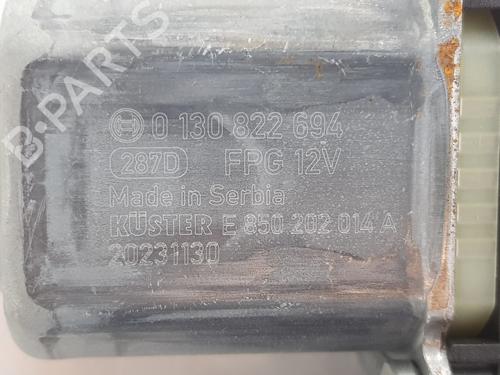 B-PARTS
0 130 822 694
287D FPG 12V
Made in Serbia
KÜSTER E 850 202 014 A
20231130